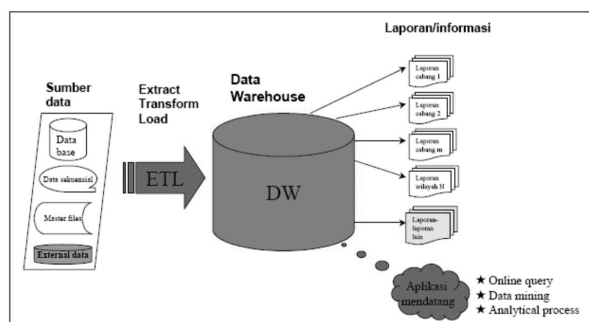 Sumber
data
Data
base
Data sekuensial
Master files
External data
Extract
Transform
Load
ETL
Data
Warehouse
DW
Laporan/informasi
Laporan
cabang 1
Laporan
cabang 2
Laporan
cabang m
Laporan
wilayah N
Laporan-
laporan
lain
Aplikasi
mendatang
★ Online query
★ Data mining
★ Analytical process